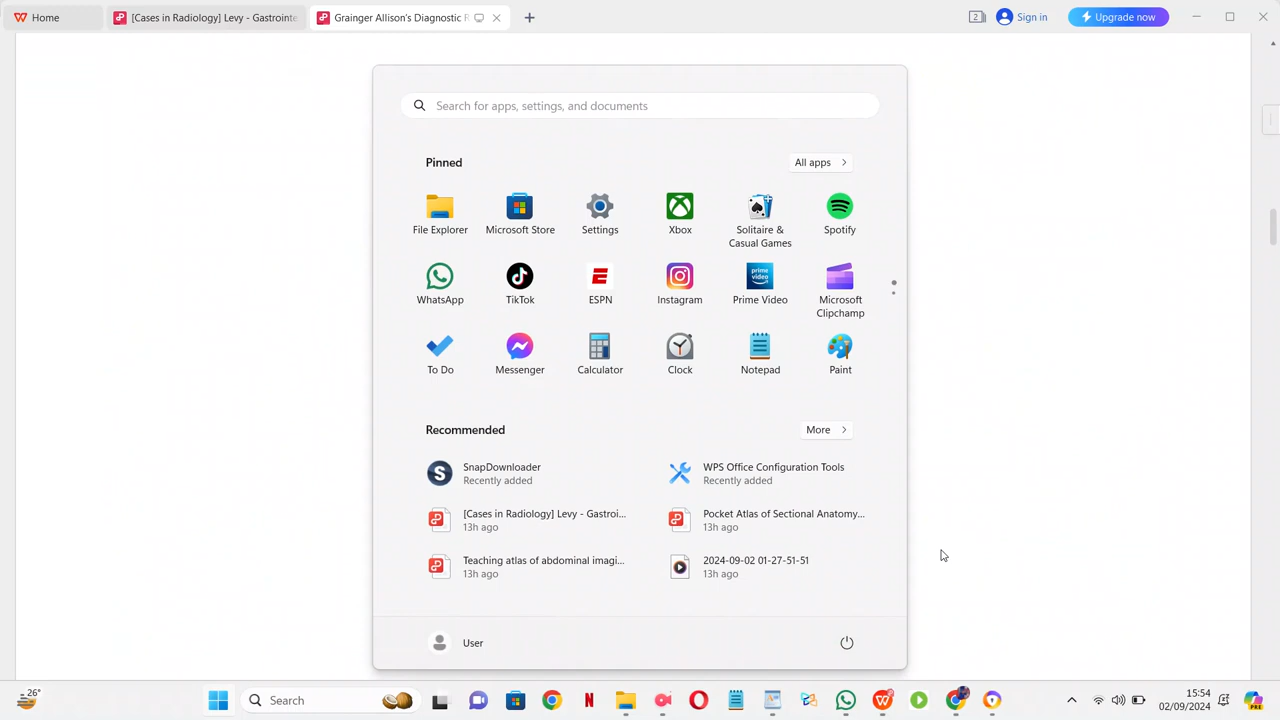 Home
[Cases in Radiology] Levy - Gastrointe
Grainger Allison's Diagnostic R
2
Sign in
Upgrade now
Search for apps, settings, and documents
Pinned
All apps
File Explorer
Microsoft Store
Settings
Xbox
Solitaire &
Casual Games
Spotify
WhatsApp
TikTok
ESPN
Instagram
Prime Video
Microsoft
Clipchamp
To Do
Messenger
Calculator
Clock
Notepad
Paint
Recommended
More
SnapDownloader
Recently added
WPS Office Configuration Tools
Recently added
[Cases in Radiology] Levy - Gastroi...
13h ago
Pocket Atlas of Sectional Anatomy...
13h ago
Teaching atlas of abdominal imagi...
13h ago
2024-09-02 01-27-51-51
13h ago
User
26°
Search
15:54
02/09/2024